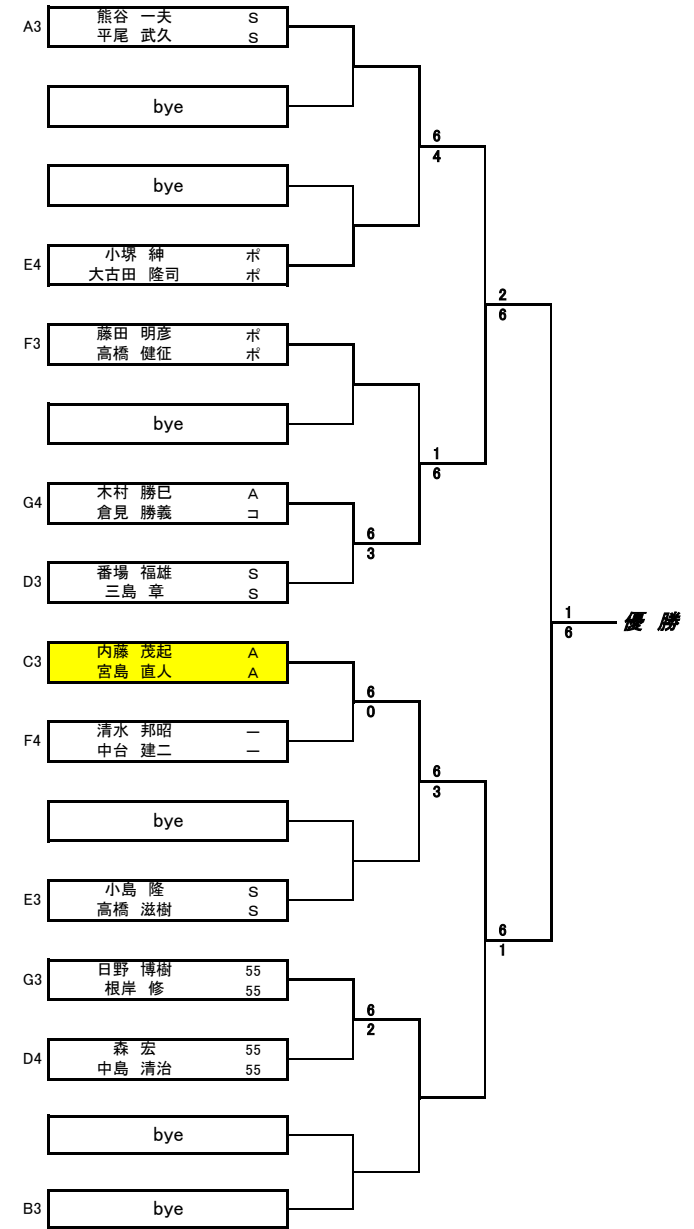 A3 熊谷 一夫 S
平尾 武久 S
bye
6
4
bye
E4 小堺 紳 ポ
大古田 隆司 ポ
2
6
F3 藤田 明彦 ポ
高橋 健征 ポ
bye
1
6
G4 木村 勝巳 A
倉見 勝義 コ
6
3
D3 番場 福雄 S
三島 章 S
1
6
優 勝
C3 内藤 茂起 A
宮島 直人 A
6
0
F4 清水 邦昭 ー
中台 建二 ー
6
3
bye
E3 小島 隆 S
高橋 滋樹 S
6
1
G3 日野 博樹 55
根岸 修 55
6
2
D4 森 宏 55
中島 清治 55
bye
B3 bye